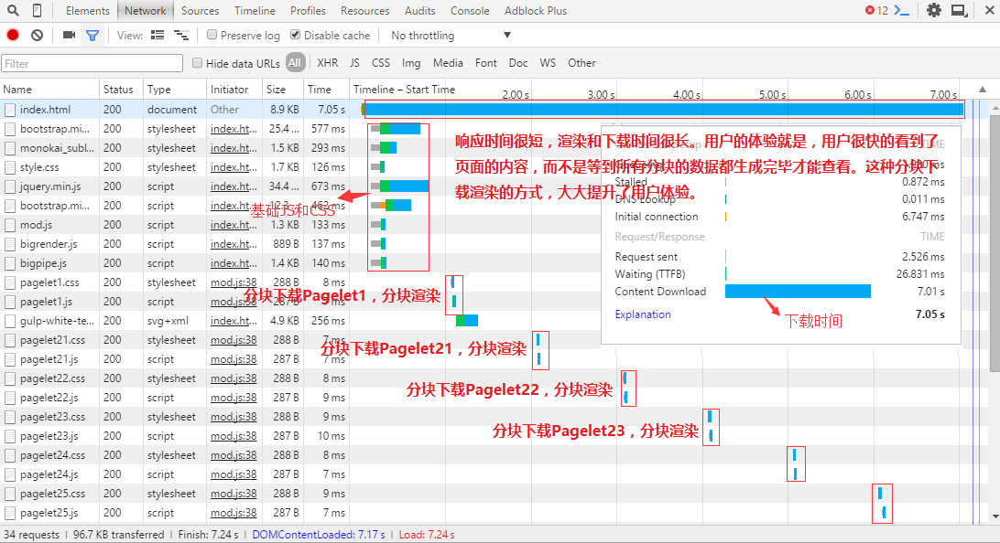 Elements Network Sources Timeline Profiles Resources Audits Console Adblock Plus 12
View: Preserve log Disable cache No throttling
Filter Hide data URLs All XHR JS CSS Img Media Font Doc WS Other
Name Status Type Initiator Size Time Timeline – Start Time 2.00 s 3.00 s 4.00 s 5.00 s 6.00 s 7.00 s
index.html 200 document Other 8.9 KB 7.05 s
bootstrap.mi... 200 stylesheet index.ht... 25.4 ... 577 ms
monokai_subl... 200 stylesheet index.ht... 1.5 KB 293 ms
style.css 200 stylesheet index.ht... 1.7 KB 126 ms
jquery.min.js 200 script index.ht... 34.4 ... 673 ms
bootstrap.mi... 200 script index.ht... 462 ms
mod.js 200 script index.ht... 1.3 KB 133 ms
bigrender.js 200 script index.ht... 889 B 137 ms
bigpipe.js 200 script index.ht... 1.4 KB 140 ms
pagelet1.css 200 stylesheet mod.js:38 288 B 8 ms
pagelet1.js 200 script mod.js:38 287 B
gulp-white-te... 200 svg+xml index.ht... 4.9 KB 256 ms
pagelet21.css 200 stylesheet mod.js:38 288 B 7 ms
pagelet21.js 200 script mod.js:38 287 B 7 ms
pagelet22.css 200 stylesheet mod.js:38 288 B 8 ms
pagelet22.js 200 script mod.js:38 287 B 9 ms
pagelet23.css 200 stylesheet mod.js:38 288 B 9 ms
pagelet23.js 200 script mod.js:38 287 B 10 ms
pagelet24.css 200 stylesheet mod.js:38 288 B 8 ms
pagelet24.js 200 script mod.js:38 287 B 7 ms
pagelet25.css 200 stylesheet mod.js:38 288 B 9 ms
pagelet25.js 200 script mod.js:38 287 B 7 ms
响应时间很短，渲染和下载时间很长。用户的体验就是，用户很快的看到了
页面的内容，而不是等到所有分块的数据都生成完毕才能查看。这种分块下
载渲染的方式，大大提升了用户体验。
TIME
Stalled 0.872 ms
DNS Lookup 0.011 ms
Initial connection 6.747 ms
Request/Response TIME
Request sent 2.526 ms
Waiting (TTFB) 26.831 ms
Content Download 7.01 s
Explanation 7.05 s
下载时间
基础JS和CSS
分块下载Pagelet1，分块渲染
分块下载Pagelet21，分块渲染
分块下载Pagelet22，分块渲染
分块下载Pagelet23，分块渲染
34 requests | 96.7 KB transferred | Finish: 7.24 s | DOMContentLoaded: 7.17 s | Load: 7.24 s